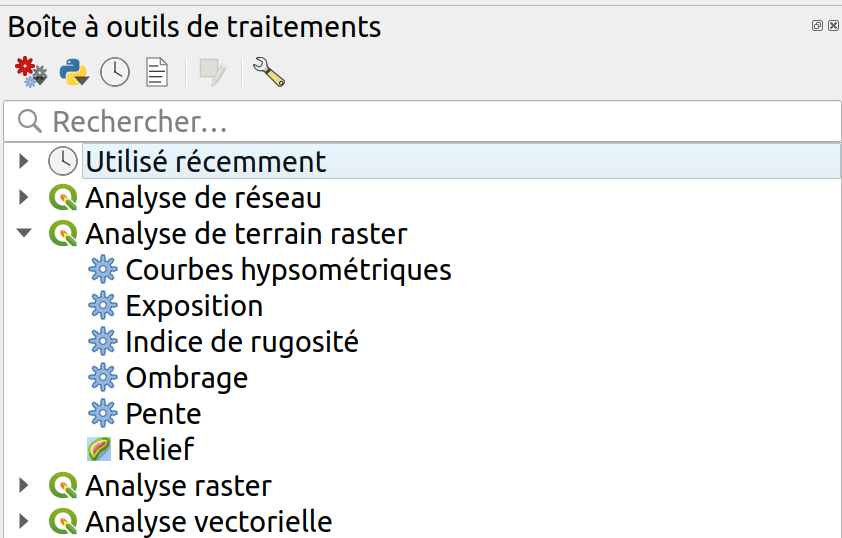 Boîte à outils de traitements
Rechercher...
Utilisé récemment
Analyse de réseau
Analyse de terrain raster
Courbes hypsométriques
Exposition
Indice de rugosité
Ombrage
Pente
Relief
Analyse raster
Analyse vectorielle